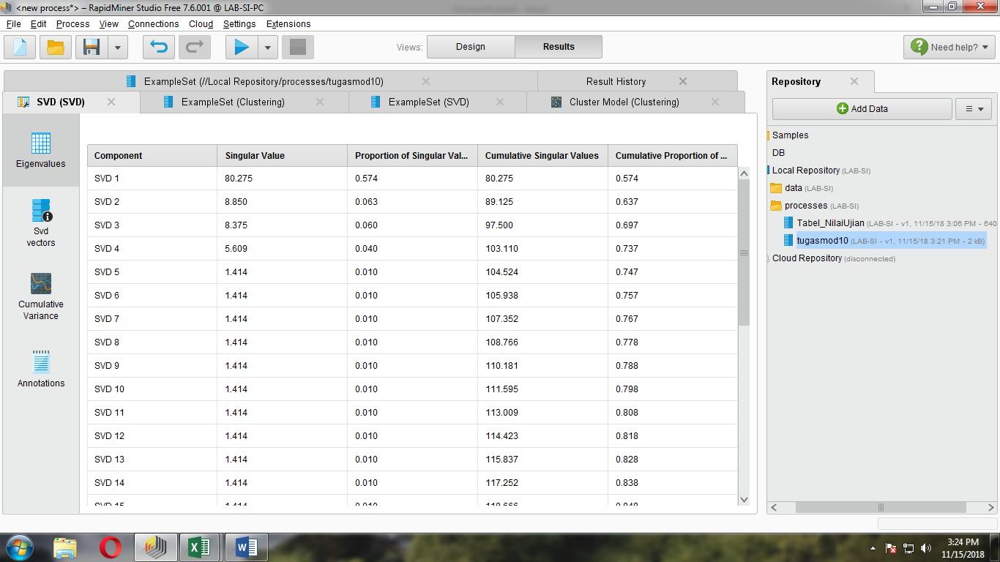 <new process*> – RapidMiner Studio Free 7.6.001 @ LAB-SI-PC
File Edit Process View Connections Cloud Settings Extensions
Views: Design Results Need help?
ExampleSet (//Local Repository/processes/tugasmod10) Result History
SVD (SVD) ExampleSet (Clustering) ExampleSet (SVD) Cluster Model (Clustering)
Eigenvalues
Svd
vectors
Cumulative
Variance
Annotations
Component Singular Value Proportion of Singular Val... Cumulative Singular Values Cumulative Proportion of ...
SVD 1 80.275 0.574 80.275 0.574
SVD 2 8.850 0.063 89.125 0.637
SVD 3 8.375 0.060 97.500 0.697
SVD 4 5.609 0.040 103.110 0.737
SVD 5 1.414 0.010 104.524 0.747
SVD 6 1.414 0.010 105.938 0.757
SVD 7 1.414 0.010 107.352 0.767
SVD 8 1.414 0.010 108.766 0.778
SVD 9 1.414 0.010 110.181 0.788
SVD 10 1.414 0.010 111.595 0.798
SVD 11 1.414 0.010 113.009 0.808
SVD 12 1.414 0.010 114.423 0.818
SVD 13 1.414 0.010 115.837 0.828
SVD 14 1.414 0.010 117.252 0.838
SVD 15 1.414 0.010 118.666 0.848
Repository
Add Data
Samples
DB
Local Repository (LAB-SI)
data (LAB-SI)
processes (LAB-SI)
Tabel_NilaiUjian (LAB-SI - v1, 11/15/18 3:06 PM - 640
tugasmod10 (LAB-SI - v1, 11/15/18 3:21 PM - 2 kB)
Cloud Repository (disconnected)
3:24 PM
11/15/2018